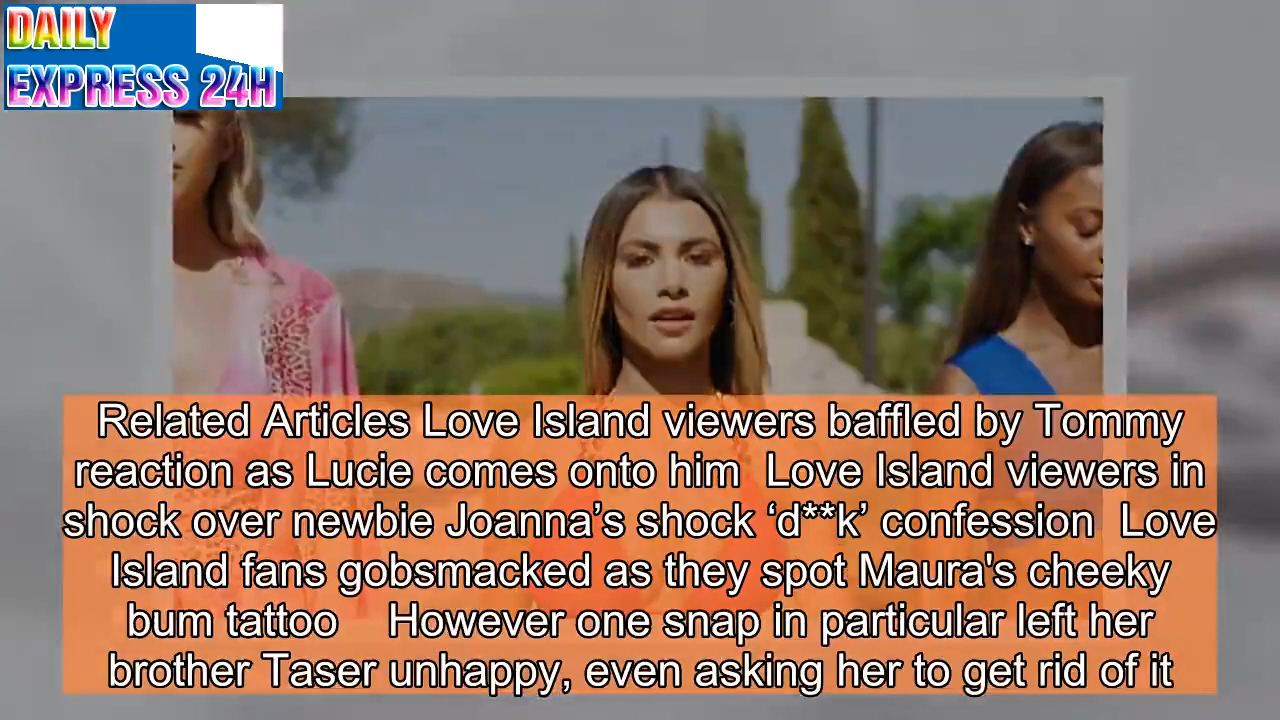 DAILY
EXPRESS 24H
Related Articles Love Island viewers baffled by Tommy
reaction as Lucie comes onto him  Love Island viewers in
shock over newbie Joanna’s shock ‘d**k’ confession  Love
Island fans gobsmacked as they spot Maura's cheeky
bum tattoo    However one snap in particular left her
brother Taser unhappy, even asking her to get rid of it